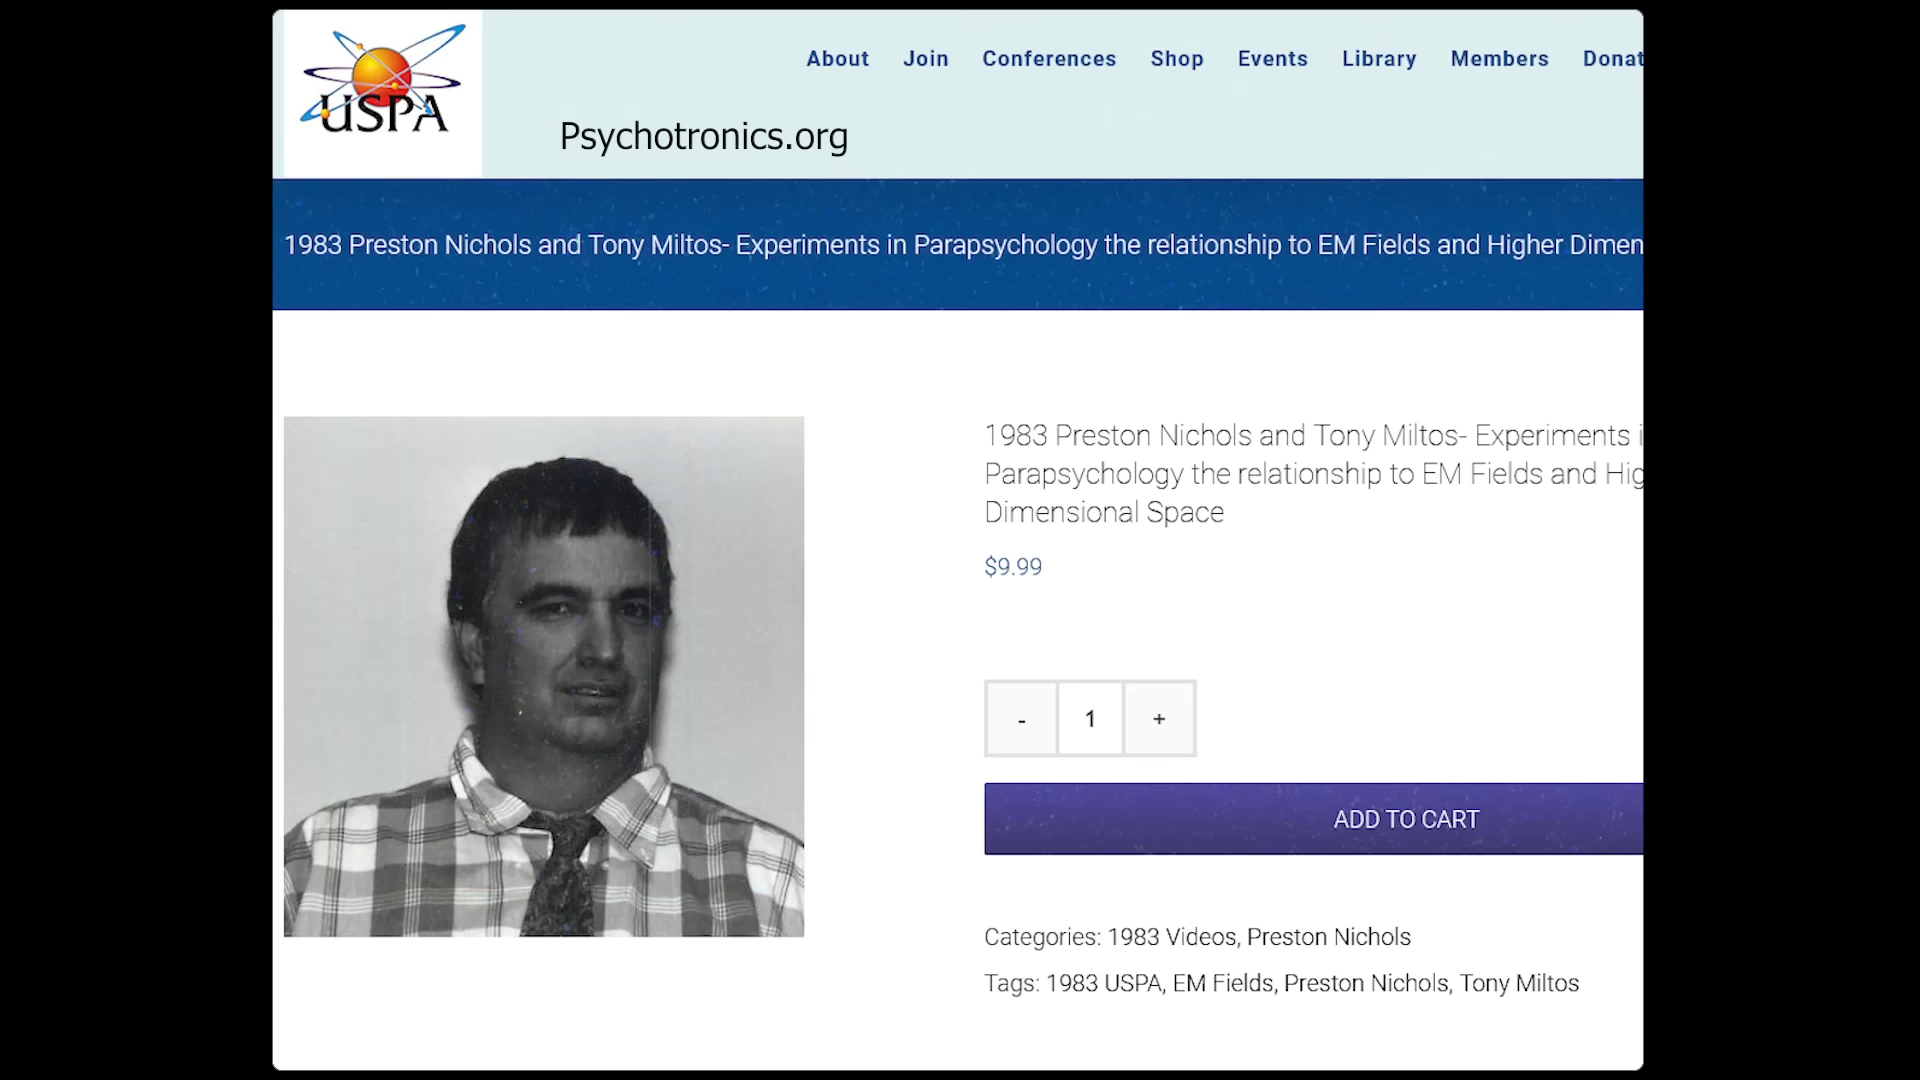 USPA
About Join Conferences Shop Events Library Members Donat
Psychotronics.org
1983 Preston Nichols and Tony Miltos- Experiments in Parapsychology the relationship to EM Fields and Higher Dimen
1983 Preston Nichols and Tony Miltos- Experiments i
Parapsychology the relationship to EM Fields and Hig
Dimensional Space
$9.99
- 1 +
ADD TO CART
Categories: 1983 Videos, Preston Nichols
Tags: 1983 USPA, EM Fields, Preston Nichols, Tony Miltos